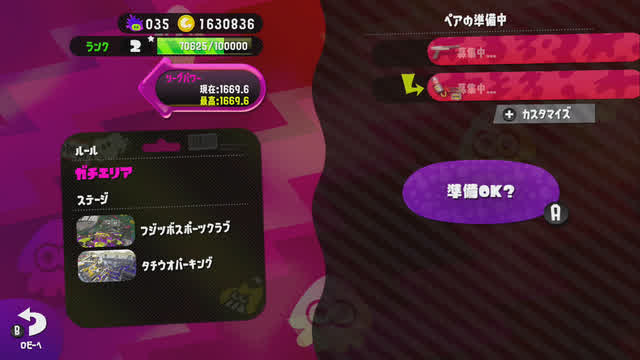 035 1630836
ランク 2 70625/100000
リーグパワー
現在:1669.6
最高:1669.6
ルール
ガチエリア
ステージ
フジツボスポーツクラブ
タチウオパーキング
B
ロビーへ
ペアの準備中
募集中...
募集中...
+ カスタマイズ
準備OK?
A